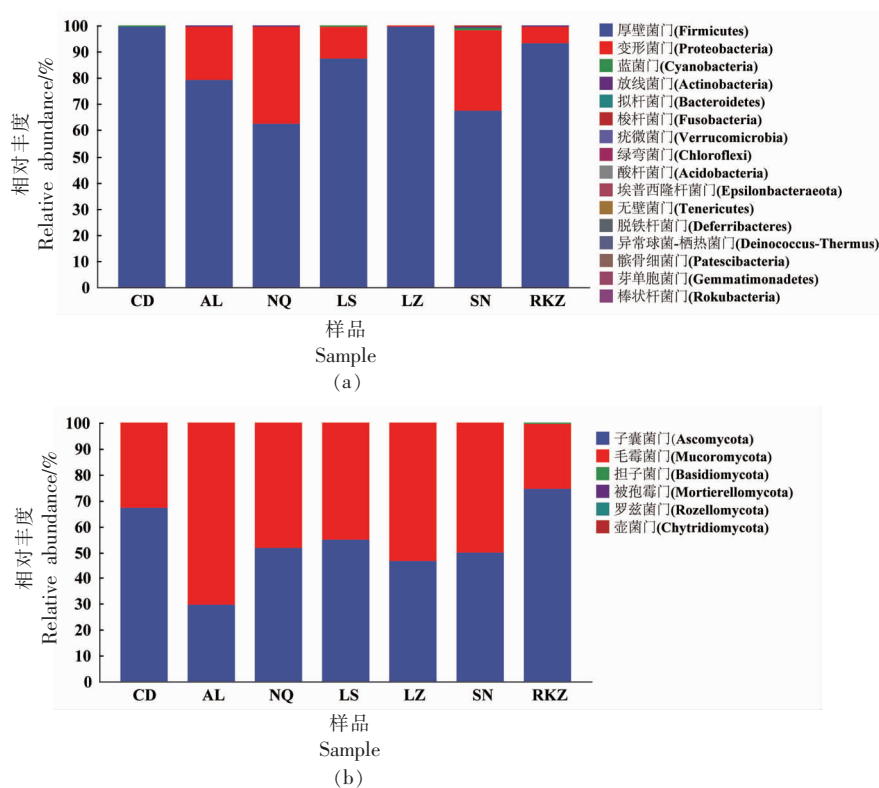 相对丰度
Relative abundance/%
100
90
80
70
60
50
40
30
20
10
0
CD AL NQ LS LZ SN RKZ
样品
Sample
(a)
厚壁菌门(Firmicutes)
变形菌门(Proteobacteria)
蓝菌门(Cyanobacteria)
放线菌门(Actinobacteria)
拟杆菌门(Bacteroidetes)
梭杆菌门(Fusobacteria)
疣微菌门(Verrucomicrobia)
绿弯菌门(Chloroflexi)
酸杆菌门(Acidobacteria)
埃普西隆杆菌门(Epsilonbacteraeota)
无壁菌门(Tenericutes)
脱铁杆菌门(Deferribacteres)
异常球菌-栖热菌门(Deinococcus-Thermus)
髌骨细菌门(Patescibacteria)
芽单胞菌门(Gemmatimonadetes)
棒状杆菌门(Rokubacteria)
相对丰度
Relative abundance/%
100
90
80
70
60
50
40
30
20
10
0
CD AL NQ LS LZ SN RKZ
样品
Sample
(b)
子囊菌门(Ascomycota)
毛霉菌门(Mucoromycota)
担子菌门(Basidiomycota)
被孢霉门(Mortierellomycota)
罗兹菌门(Rozellomycota)
壶菌门(Chytridiomycota)